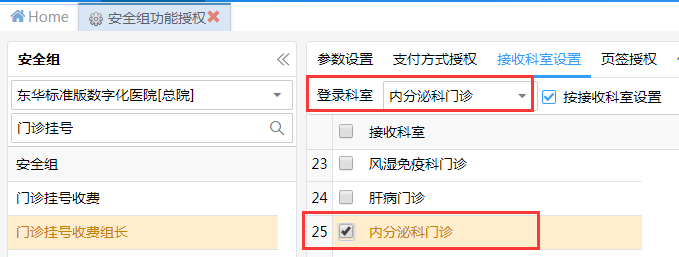 Home 安全组功能授权
安全组
东华标准版数字化医院[总院]
门诊挂号
安全组
门诊挂号收费
门诊挂号收费组长
参数设置 支付方式授权 接收科室设置 页签授权
登录科室 内分泌科门诊 按接收科室设置
接收科室
23 风湿免疫科门诊
24 肝病门诊
25 内分泌科门诊